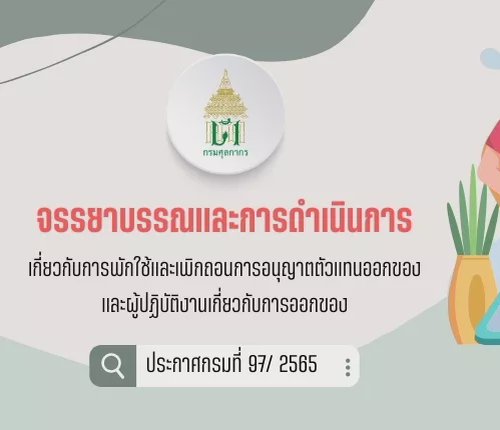 กรมศุลกากร
จรรยาบรรณและการดำเนินการ
เกี่ยวกับการพักใช้และเพิกถอนการอนุญาตตัวแทนออกของ
และผู้ปฏิบัติงานเกี่ยวกับการออกของ
ประกาศกรมที่ 97/ 2565